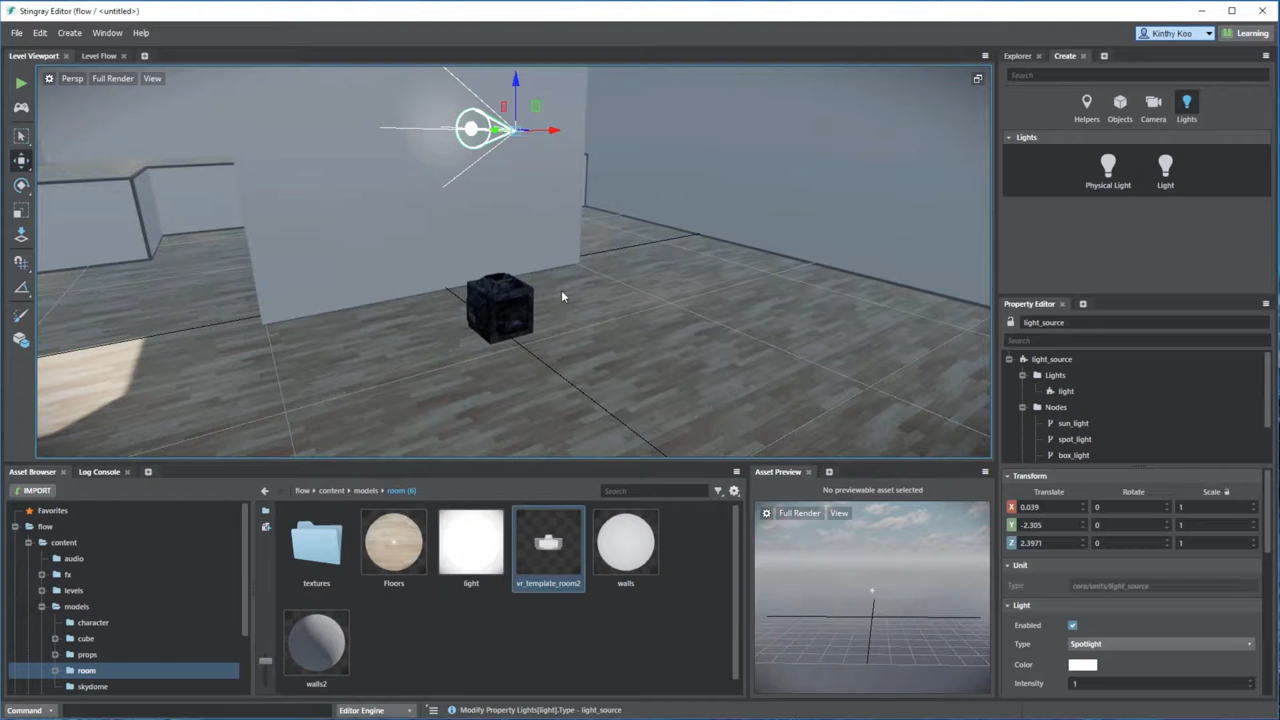 Stingray Editor (flow / <untitled>)
File Edit Create Window Help
Kinthy Koo Learning
Level Viewport Level Flow
Persp Full Render View
Explorer Create
Search
Helpers Objects Camera Lights
Lights
Physical Light Light
Property Editor
light_source
Search
light_source
Lights
light
Nodes
sun_light
spot_light
box_light
Transform
Translate Rotate Scale
X 0.039 0 1
Y -2.305 0 1
Z 2.3971 0 1
Unit
Type core/units/light_source
Light
Enabled
Type Spotlight
Color
Intensity 1
Asset Browser Log Console
IMPORT
flow content models room (6)
Search
Favorites
flow
content
audio
fx
levels
models
character
cube
props
room
skydome
textures Floors light vr_template_room2 walls
walls2
Asset Preview
No previewable asset selected
Full Render View
Command Editor Engine Modify Property Lights[light].Type - light_source